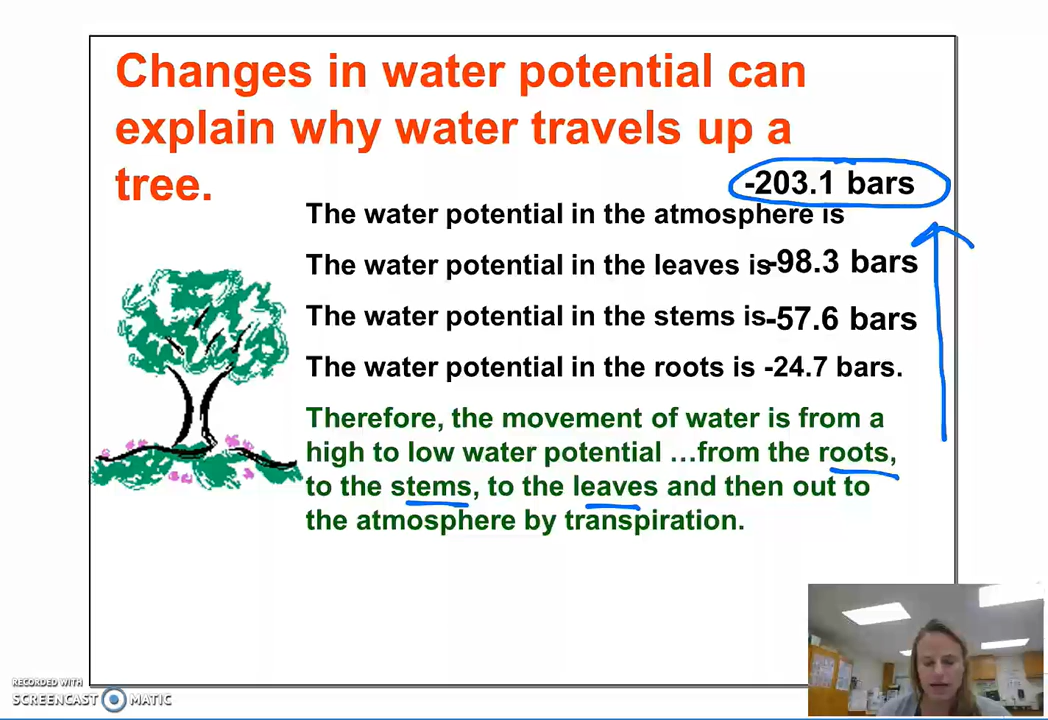 Changes in water potential can
explain why water travels up a
tree.
-203.1 bars
The water potential in the atmosphere is
The water potential in the leaves is -98.3 bars
The water potential in the stems is -57.6 bars
The water potential in the roots is -24.7 bars.
Therefore, the movement of water is from a
high to low water potential …from the roots,
to the stems, to the leaves and then out to
the atmosphere by transpiration.
RECORDED WITH
SCREENCAST MATIC